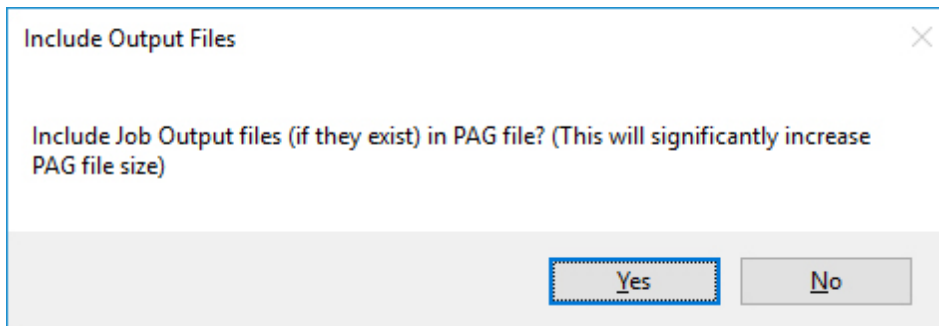 Include Output Files
Include Job Output files (if they exist) in PAG file? (This will significantly increase
PAG file size)
Yes
No